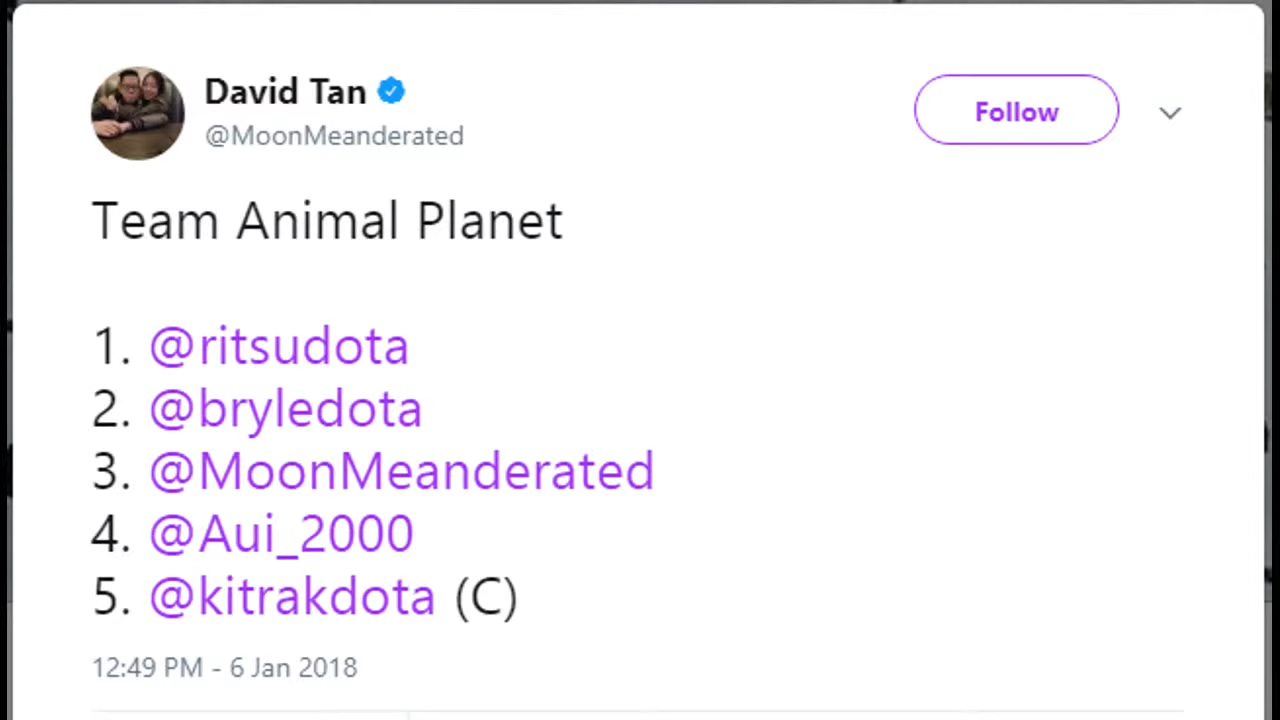 David Tan
@MoonMeanderated
Follow
Team Animal Planet
1. @ritsudota
2. @bryledota
3. @MoonMeanderated
4. @Aui_2000
5. @kitrakdota (C)
12:49 PM - 6 Jan 2018